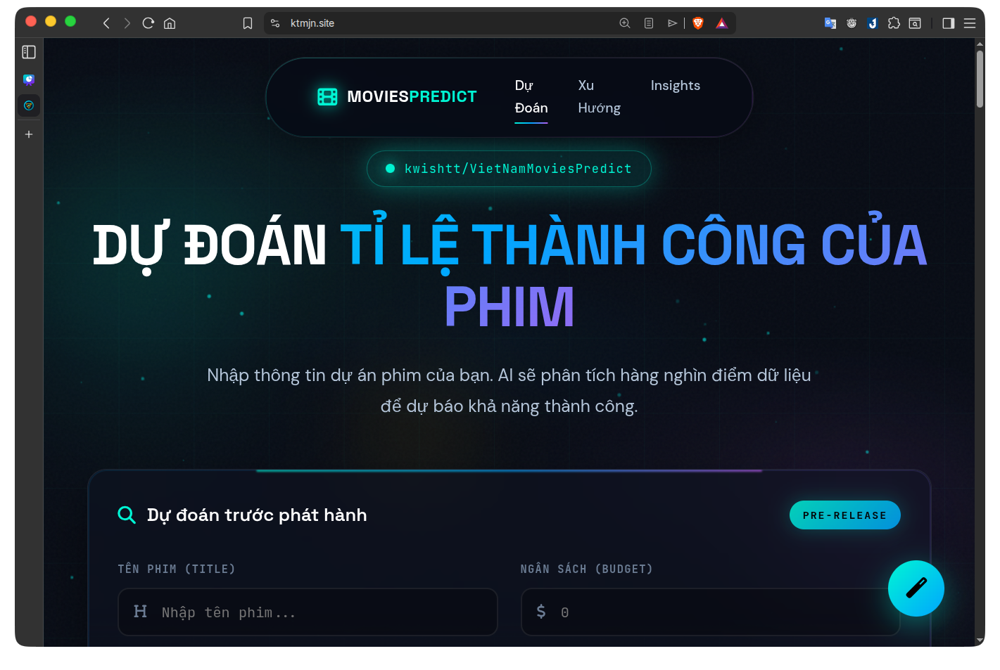 ktmjn.site
MOVIESPREDICT
Dự Đoán
Xu Hướng
Insights
kwishtt/VietNamMoviesPredict
DỰ ĐOÁN TỈ LỆ THÀNH CÔNG CỦA
PHIM
Nhập thông tin dự án phim của bạn. AI sẽ phân tích hàng nghìn điểm dữ liệu
để dự báo khả năng thành công.
Dự đoán trước phát hành
PRE-RELEASE
TÊN PHIM (TITLE)
NGÂN SÁCH (BUDGET)
H Nhập tên phim...
$ 0